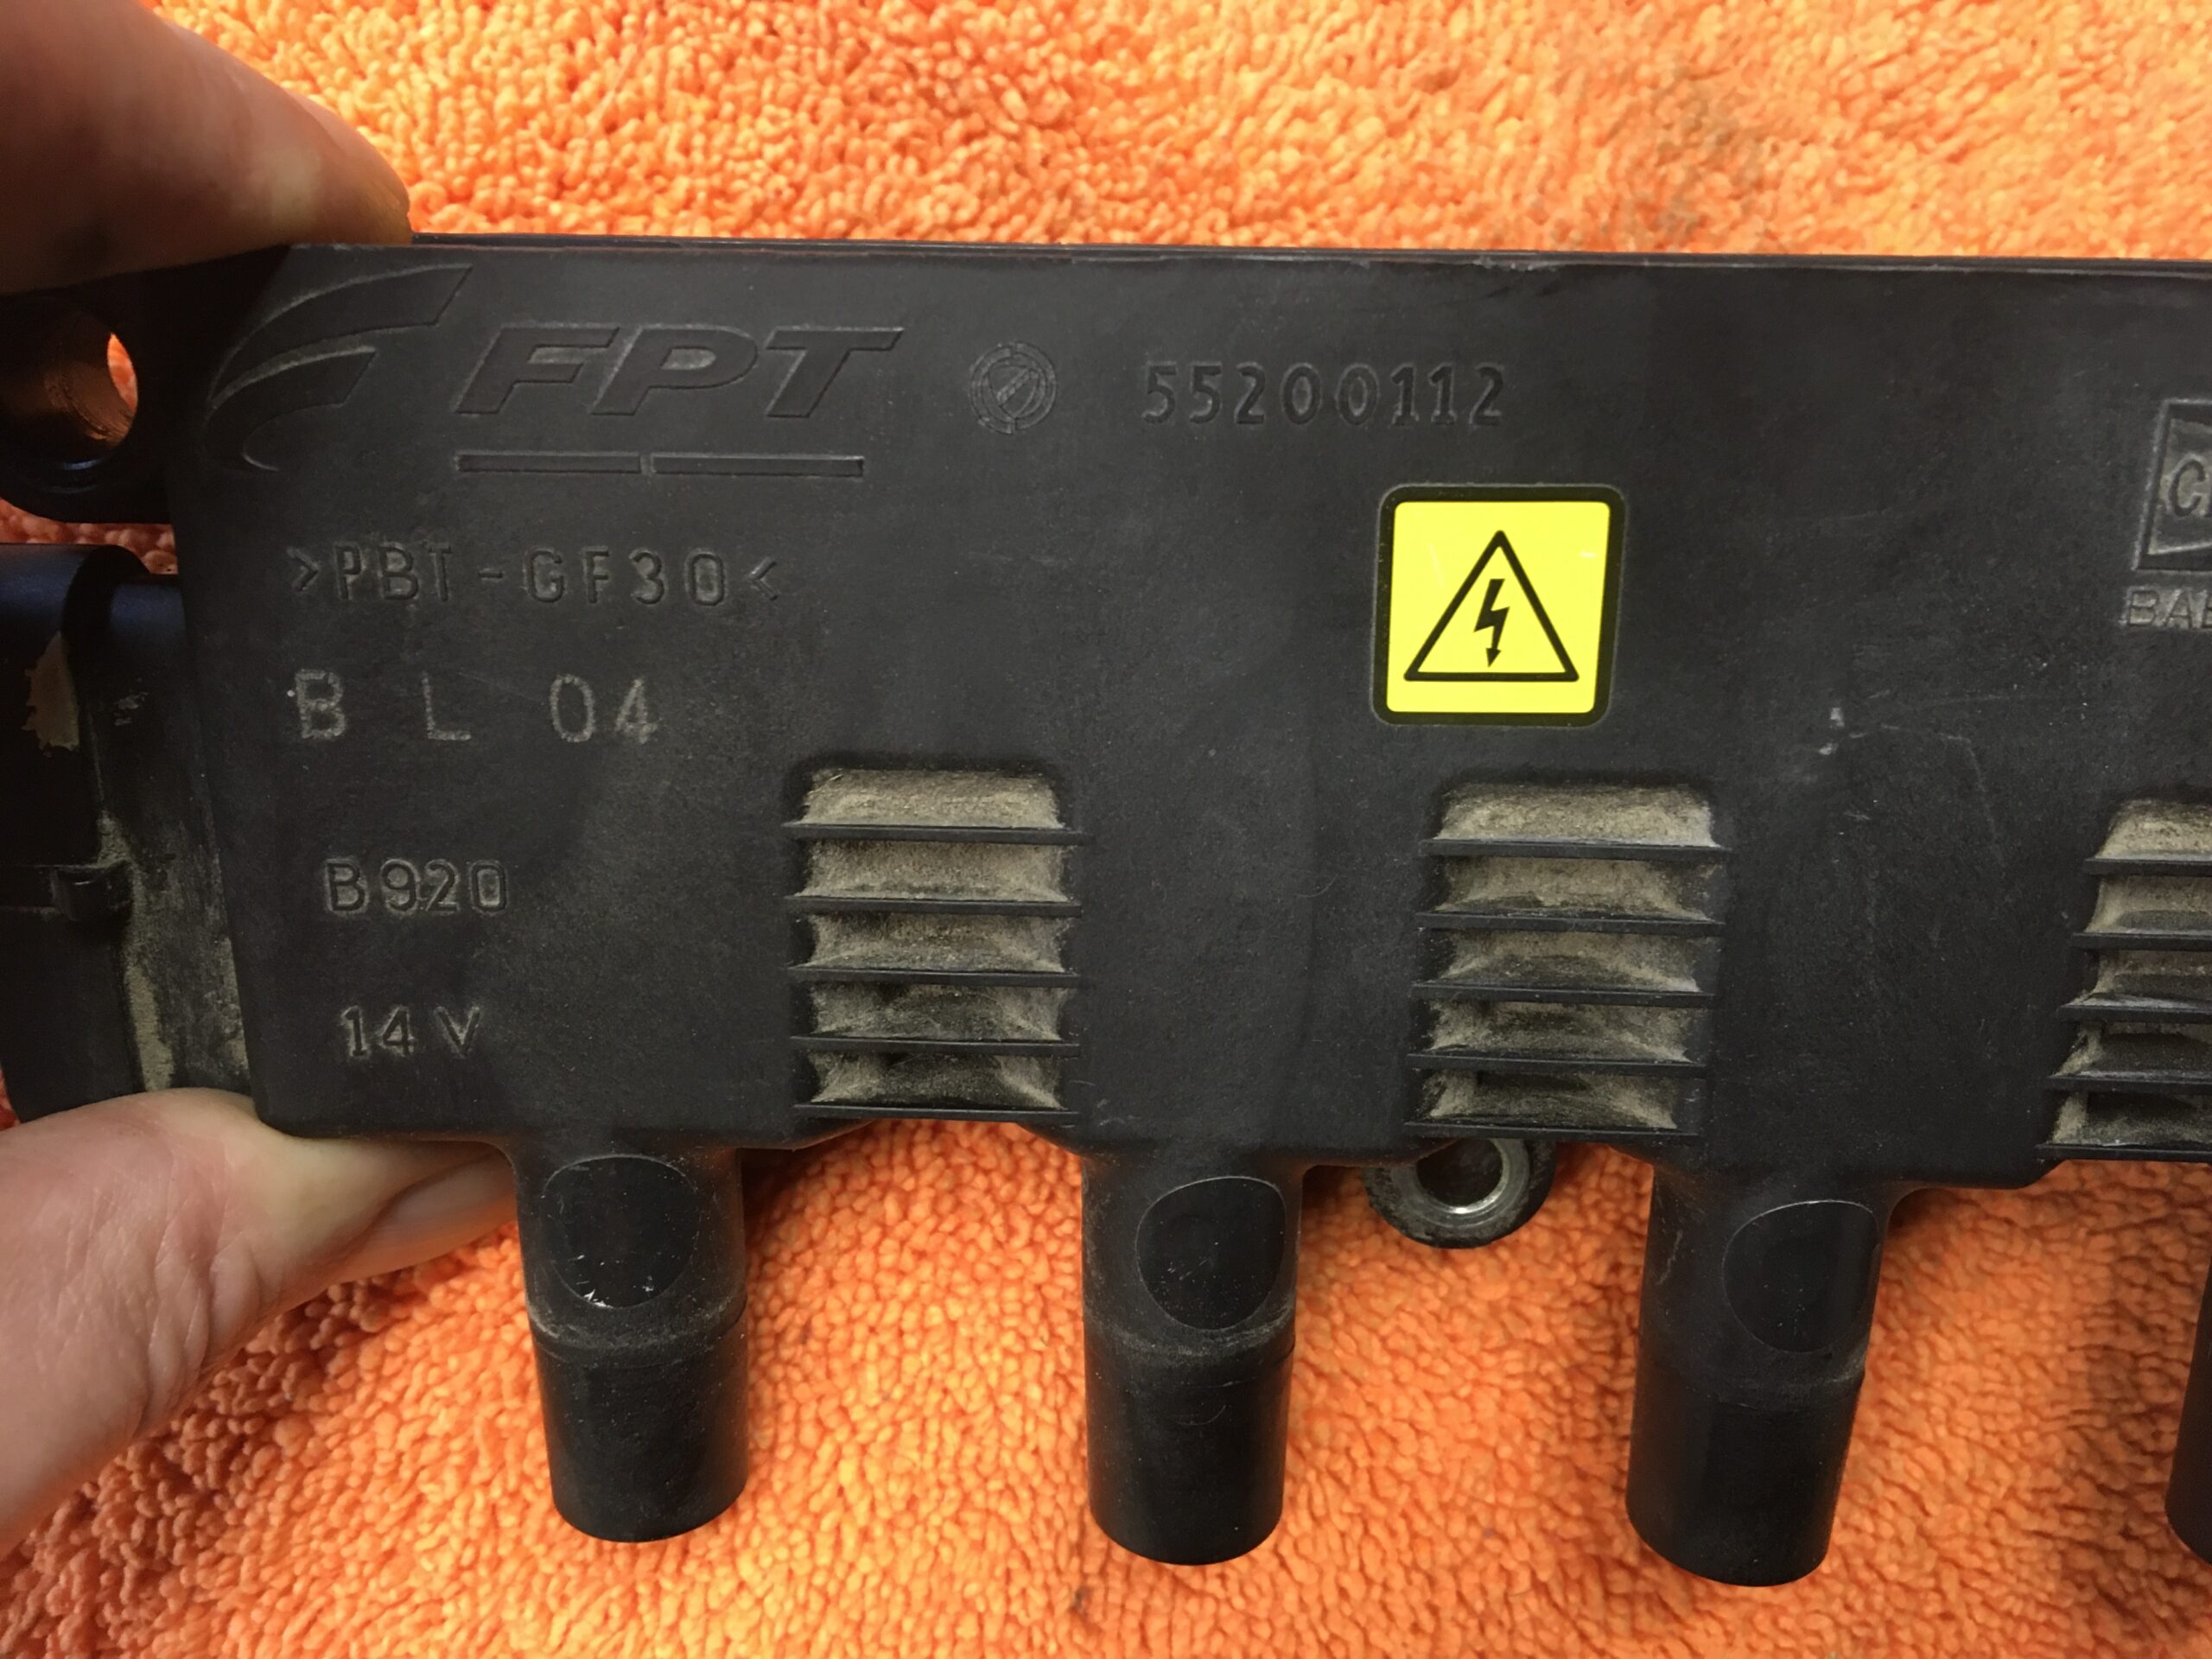 FPT 55200112
>PBT-GF30<
B L 04
B920
14V